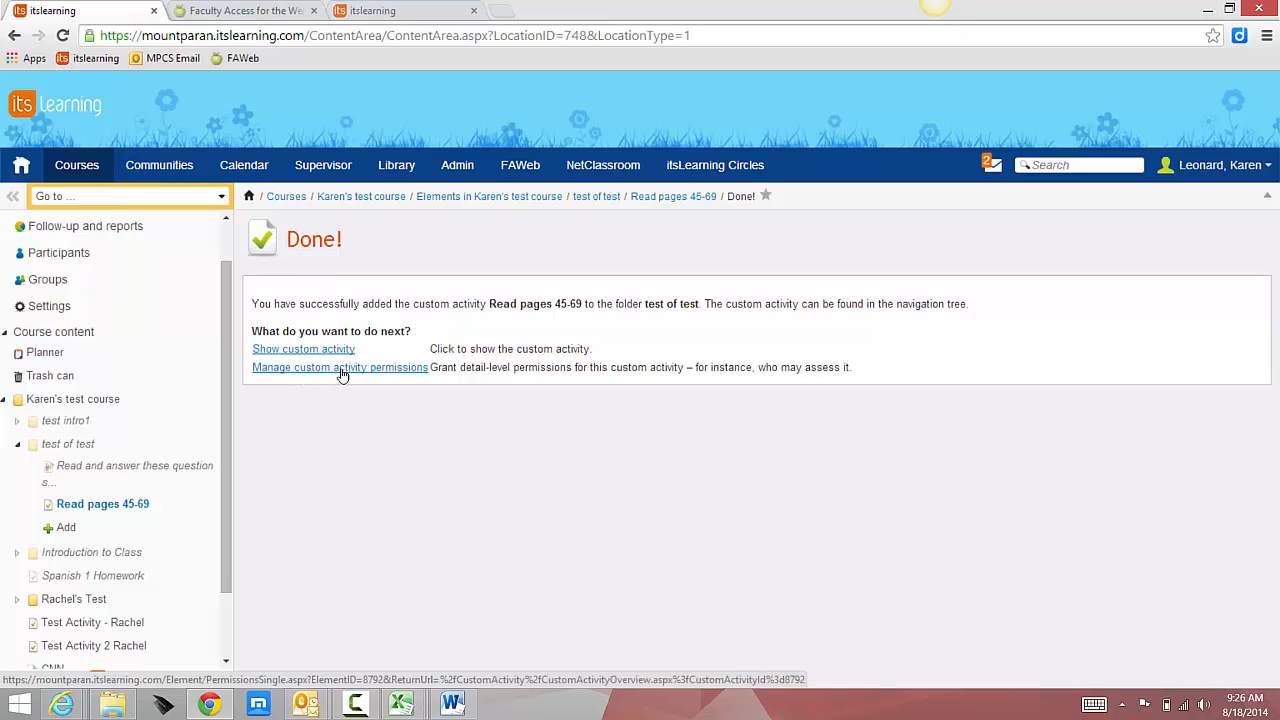 itslearning
Faculty Access for the We
itslearning
https://mountparan.itslearning.com/ContentArea/ContentArea.aspx?LocationID=748&LocationType=1
Apps itslearning MPCS Email FAWeb
its learning
Courses Communities Calendar Supervisor Library Admin FAWeb NetClassroom itsLearning Circles 2 Search Leonard, Karen
Go to ...
/ Courses / Karen's test course / Elements in Karen's test course / test of test / Read pages 45-69 / Done!
Follow-up and reports
Participants
Groups
Settings
Course content
Planner
Trash can
Karen's test course
test intro1
test of test
Read and answer these question
s...
Read pages 45-69
Add
Introduction to Class
Spanish 1 Homework
Rachel's Test
Test Activity - Rachel
Test Activity 2 Rachel
CNN
Done!
You have successfully added the custom activity Read pages 45-69 to the folder test of test. The custom activity can be found in the navigation tree.
What do you want to do next?
Show custom activity Click to show the custom activity.
Manage custom activity permissions Grant detail-level permissions for this custom activity – for instance, who may assess it.
https://mountparan.itslearning.com/Element/PermissionsSingle.aspx?ElementID=8792&ReturnUrl=%2fCustomActivity%2fCustomActivityOverview.aspx%3fCustomActivityId%3d8792
9:26 AM
8/18/2014